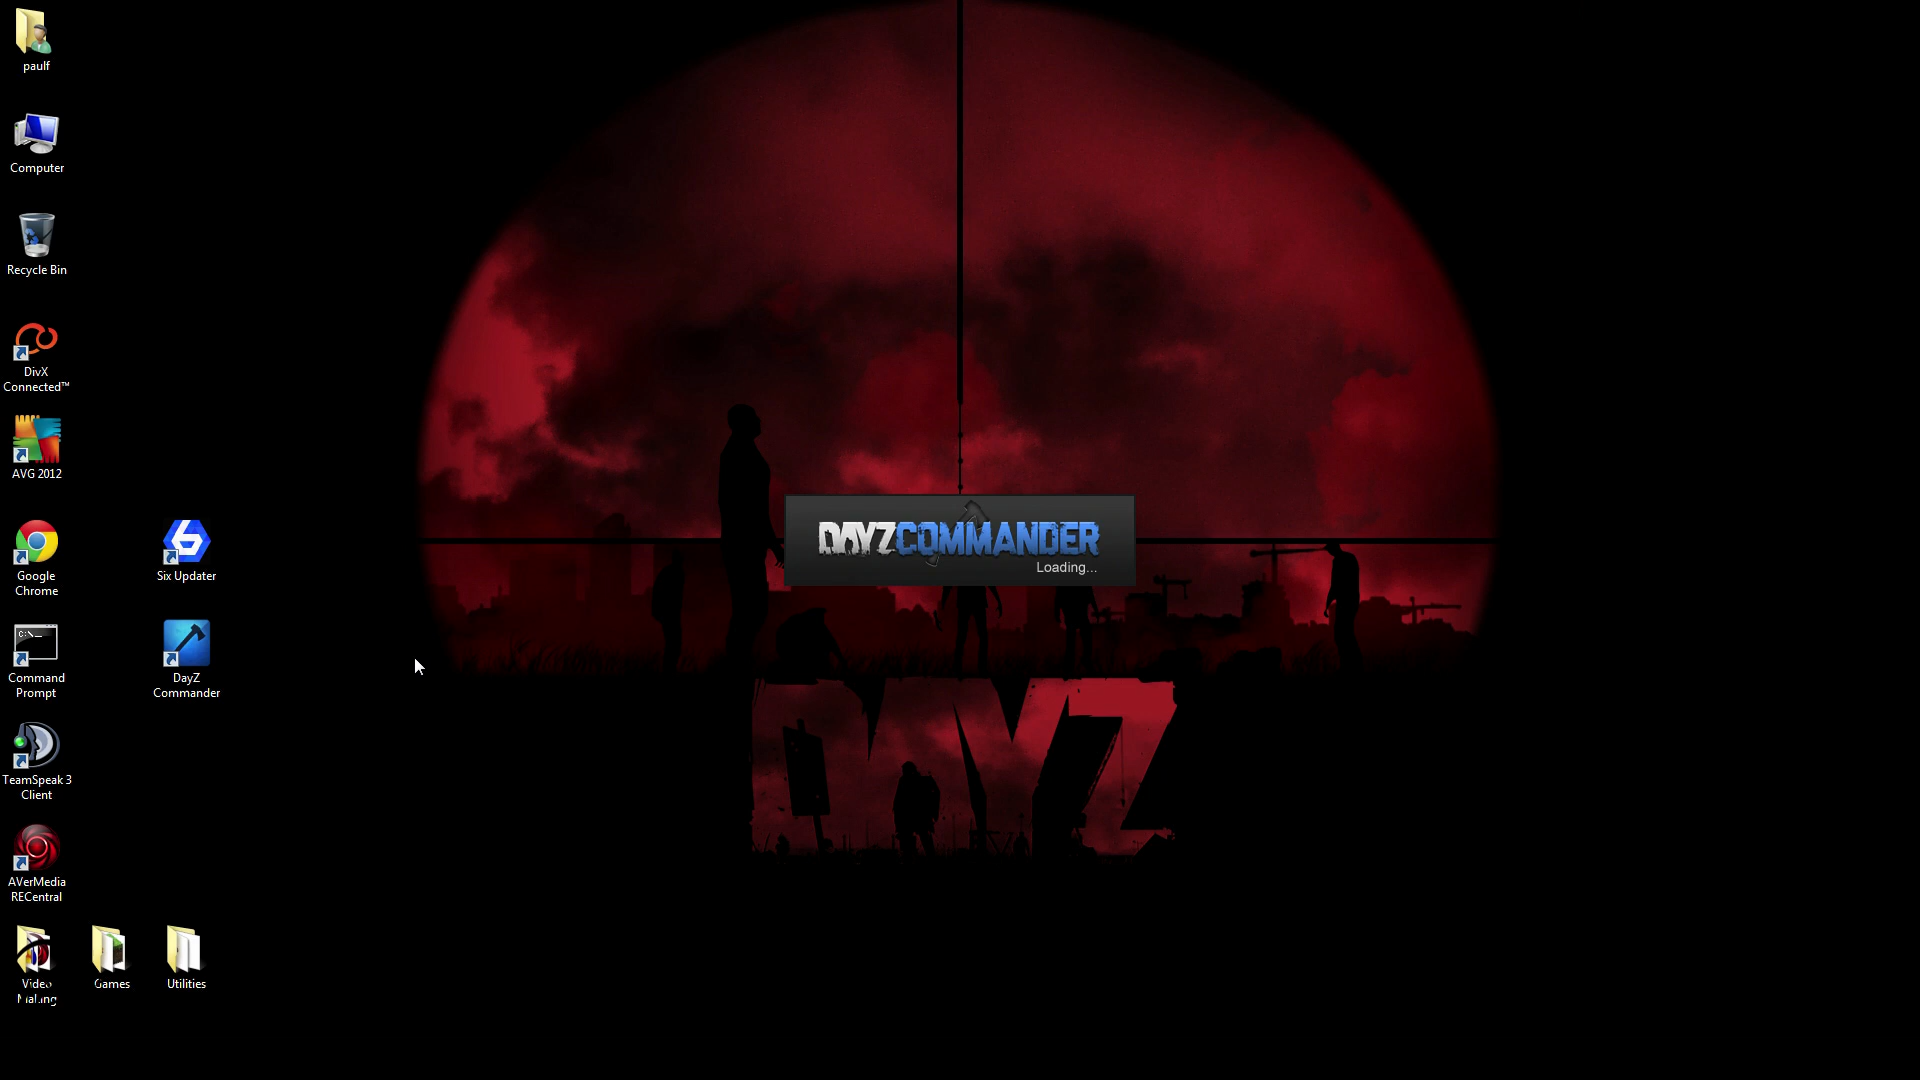 paulf
Computer
Recycle Bin
DivX
Connected™
AVG 2012
Google
Chrome
Six Updater
C:\_
Command
Prompt
DayZ
Commander
TeamSpeak 3
Client
AVerMedia
RECentral
Video
Games
Utilities
DAYZCOMMANDER
Loading...
DAYZ